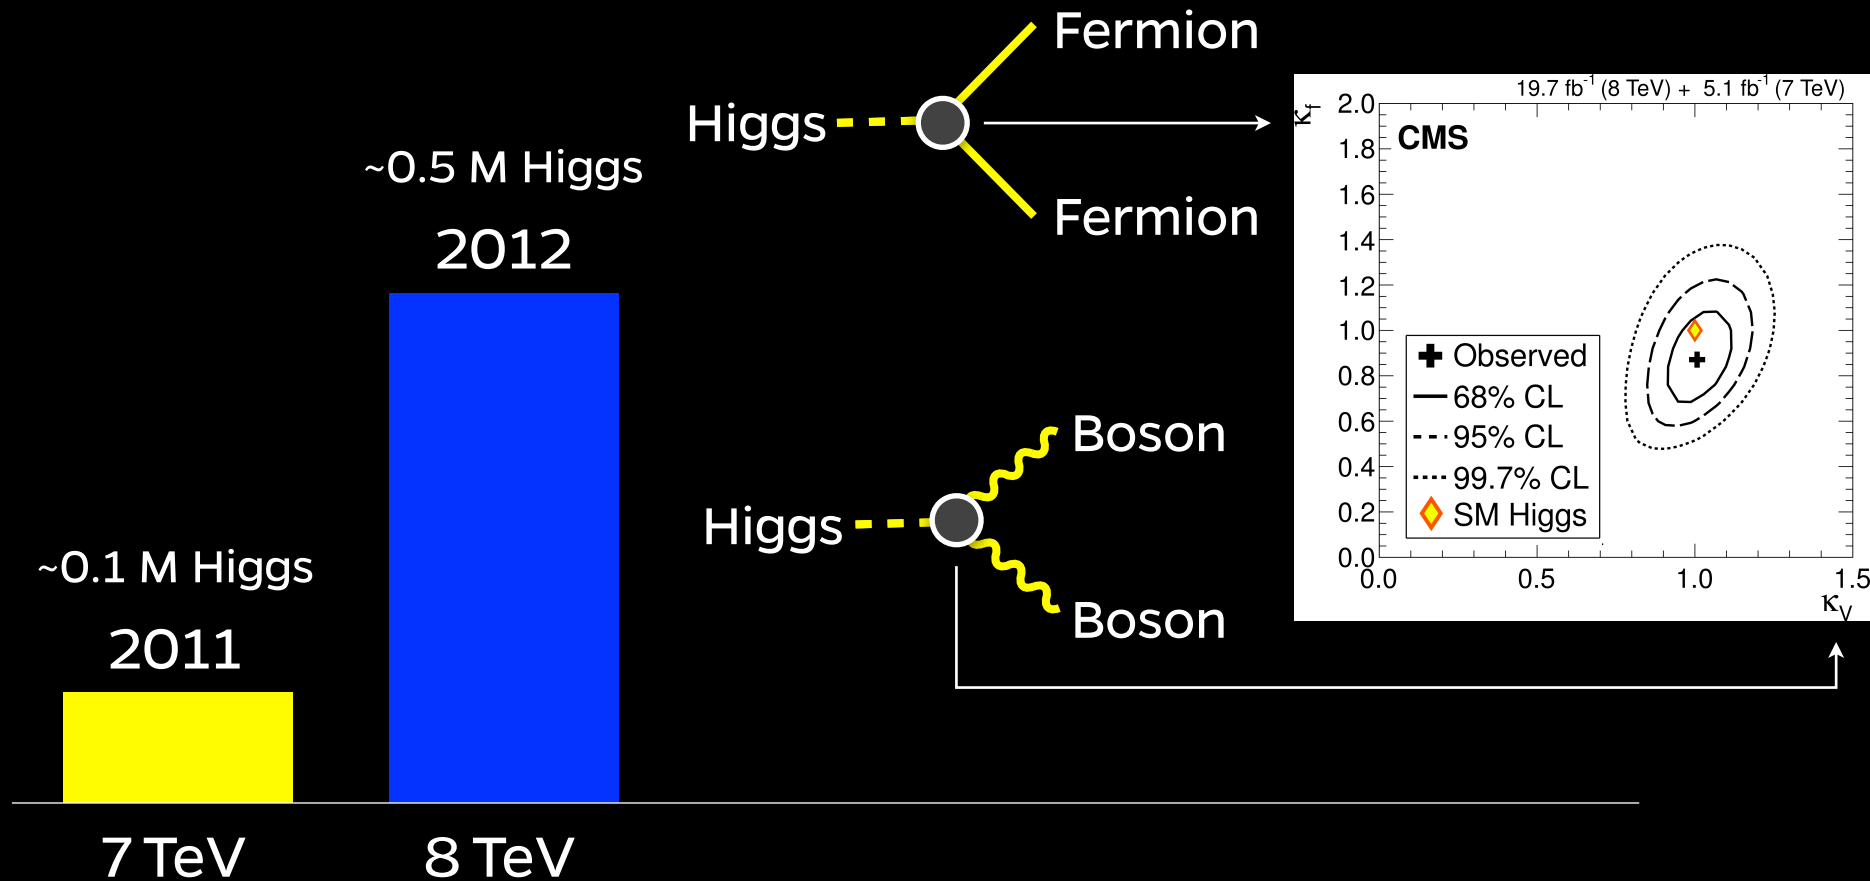 ~0.1 M Higgs
2011
7 TeV
~0.5 M Higgs
2012
8 TeV
Higgs
Fermion
Fermion
Higgs
Boson
Boson
19.7 fb⁻¹ (8 TeV) + 5.1 fb⁻¹ (7 TeV)
κf
2.0
1.8
1.6
1.4
1.2
1.0
0.8
0.6
0.4
0.2
0.0
CMS
Observed
68% CL
95% CL
99.7% CL
SM Higgs
0.0 0.5 1.0 1.5
κV